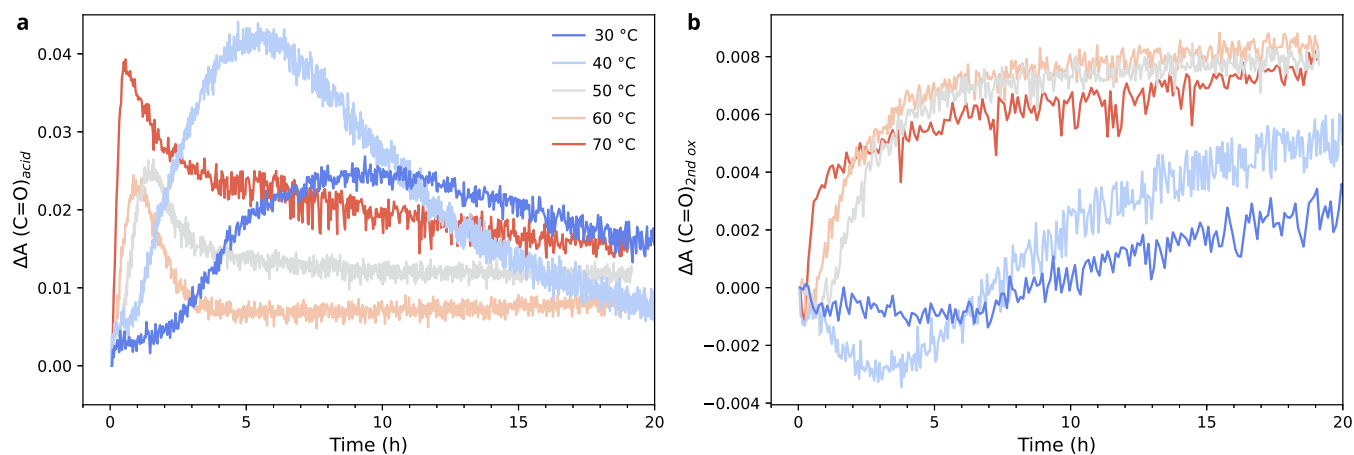 a
0.04
0.03
0.02
0.01
0.00
ΔA (C=O)acid
30 °C
40 °C
50 °C
60 °C
70 °C
0
5
10
15
20
Time (h)
b
0.008
0.006
0.004
0.002
0.000
−0.002
−0.004
ΔA (C=O)2nd ox
0
5
10
15
20
Time (h)